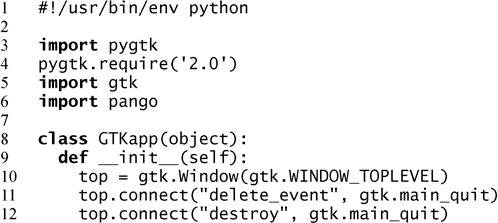 1 #!/usr/bin/env python
2
3 import pygtk
4 pygtk.require('2.0')
5 import gtk
6 import pango
7
8 class GTKapp(object):
9   def __init__(self):
10     top = gtk.Window(gtk.WINDOW_TOPLEVEL)
11     top.connect("delete_event", gtk.main_quit)
12     top.connect("destroy", gtk.main_quit)